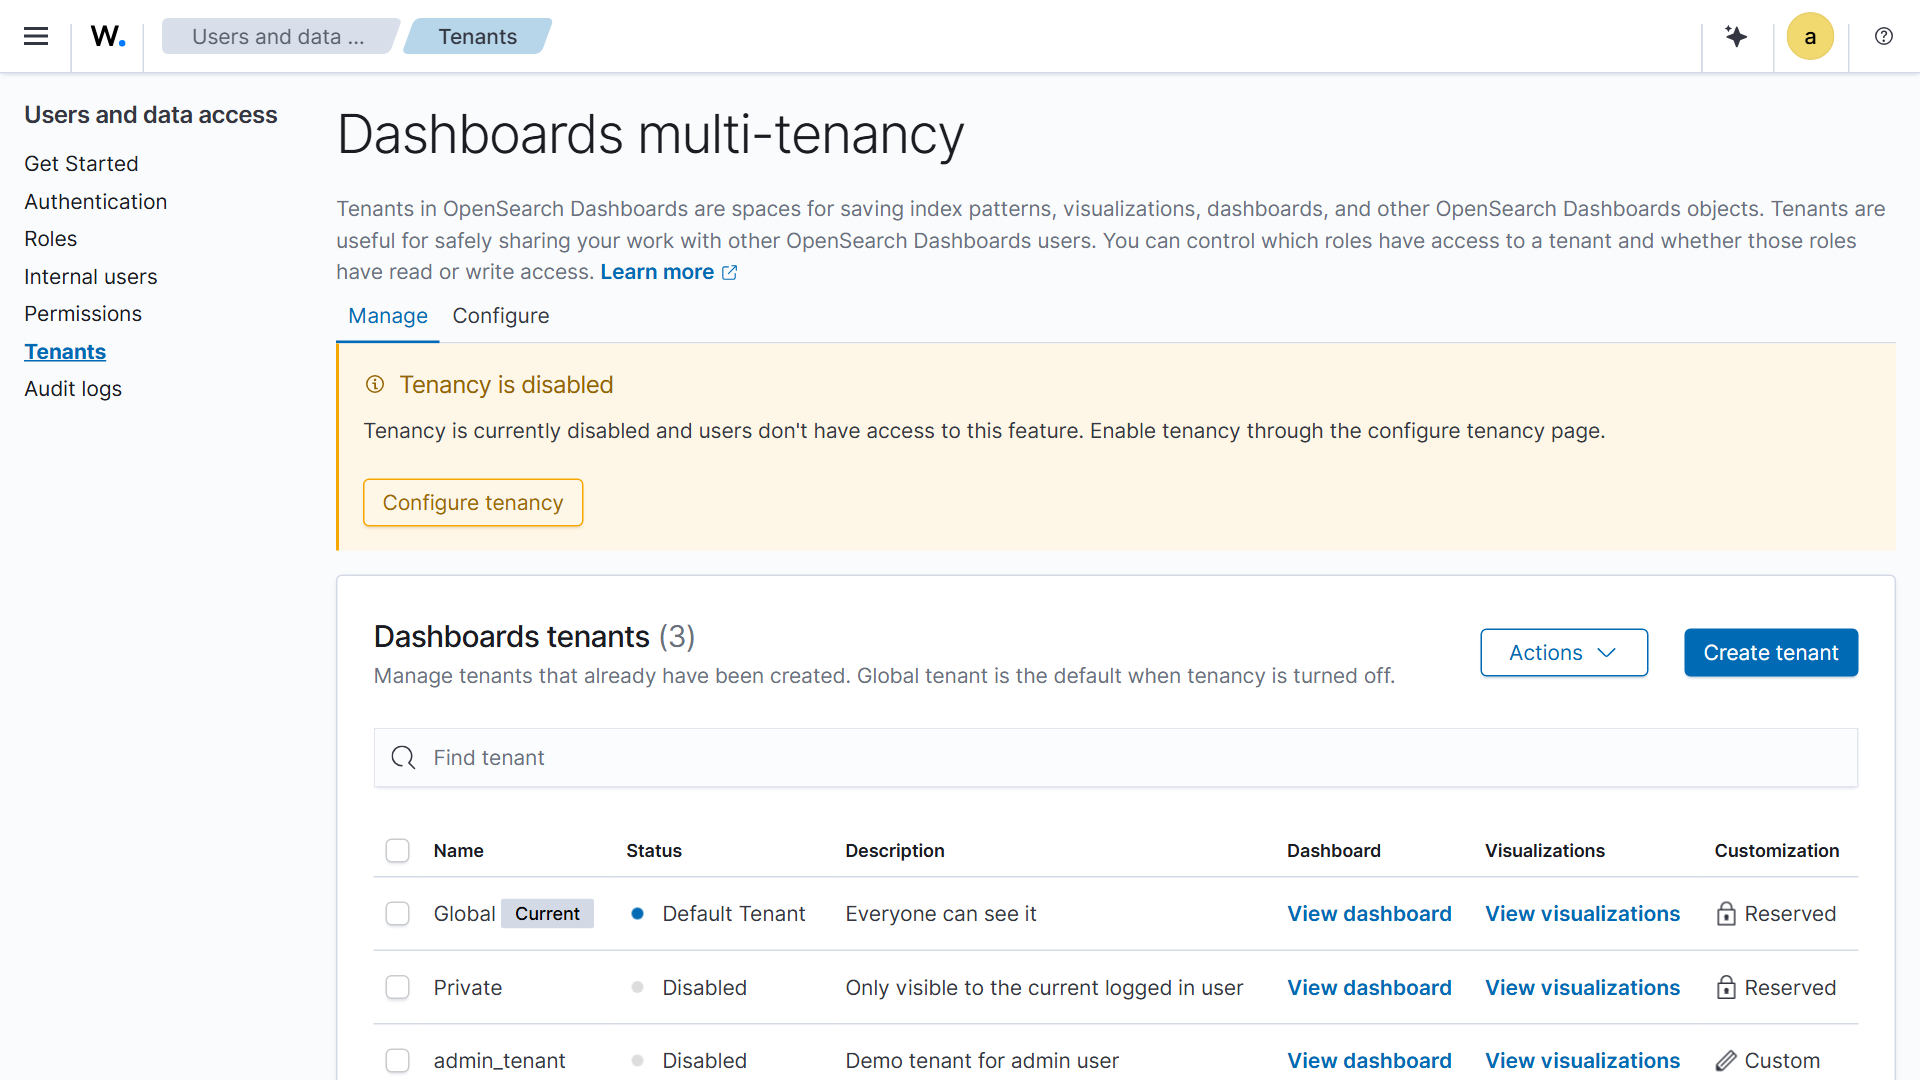 W.
Users and data ...
Tenants
a
Users and data access
Get Started
Authentication
Roles
Internal users
Permissions
Tenants
Audit logs
Dashboards multi-tenancy
Tenants in OpenSearch Dashboards are spaces for saving index patterns, visualizations, dashboards, and other OpenSearch Dashboards objects. Tenants are
useful for safely sharing your work with other OpenSearch Dashboards users. You can control which roles have access to a tenant and whether those roles
have read or write access. Learn more
Manage Configure
Tenancy is disabled
Tenancy is currently disabled and users don't have access to this feature. Enable tenancy through the configure tenancy page.
Configure tenancy
Dashboards tenants (3)
Manage tenants that already have been created. Global tenant is the default when tenancy is turned off.
Actions
Create tenant
Find tenant
Name Status Description Dashboard Visualizations Customization
Global Current Default Tenant Everyone can see it View dashboard View visualizations Reserved
Private Disabled Only visible to the current logged in user View dashboard View visualizations Reserved
admin_tenant Disabled Demo tenant for admin user View dashboard View visualizations Custom